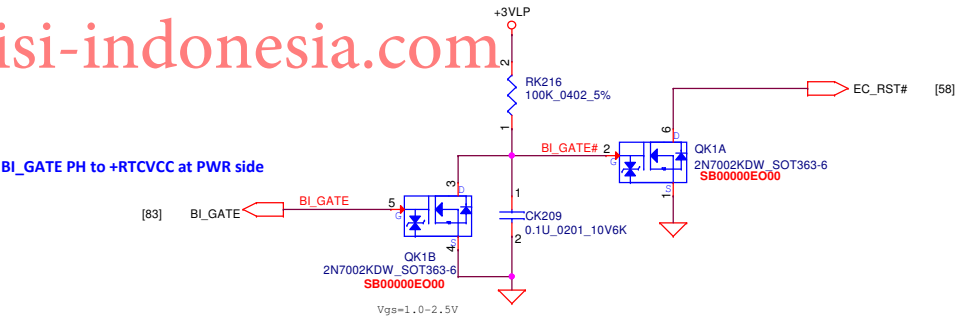 +3VLP
isi-indonesia.com
2
RK216
100K_0402_5%
1
EC_RST# [58]
6
D
BI_GATE# 2
G
QK1A
2N7002KDW_SOT363-6
SB00000EO00
S
1
BI_GATE PH to +RTCVCC at PWR side
3
D
[83] BI_GATE
BI_GATE 5
G
1
CK209
0.1U_0201_10V6K
2
S
4
QK1B
2N7002KDW_SOT363-6
SB00000EO00
Vgs=1.0-2.5V